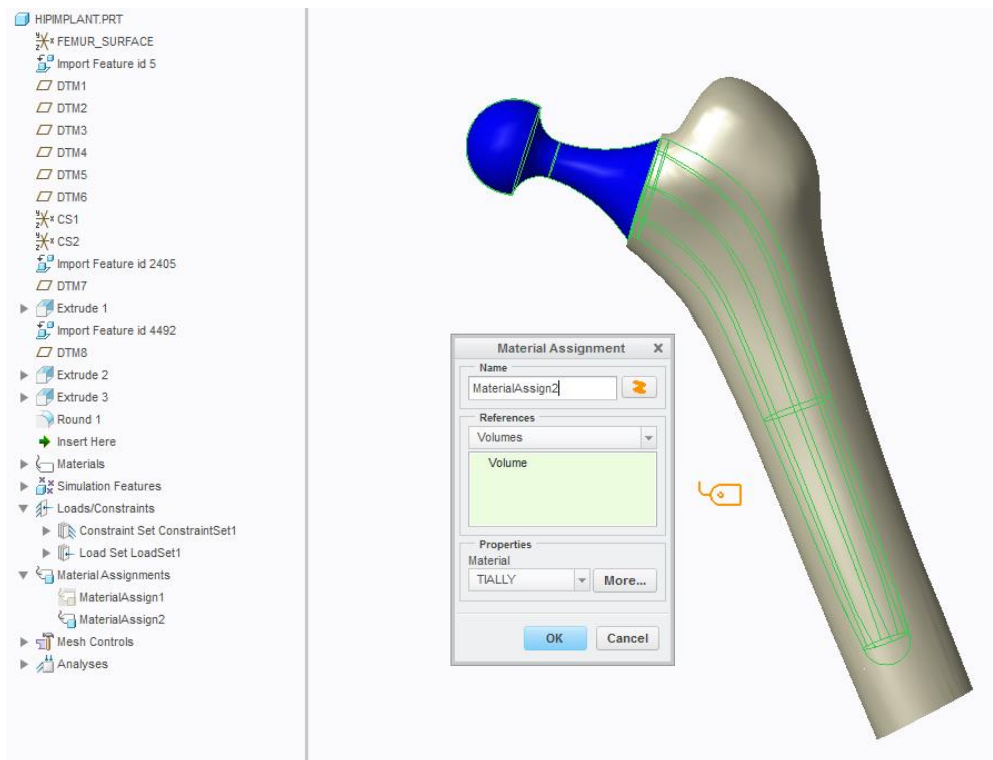 HIPIMPLANT.PRT
FEMUR_SURFACE
Import Feature id 5
DTM1
DTM2
DTM3
DTM4
DTM5
DTM6
CS1
CS2
Import Feature id 2405
DTM7
Extrude 1
Import Feature id 4492
DTM8
Extrude 2
Extrude 3
Round 1
Insert Here
Materials
Simulation Features
Loads/Constraints
Constraint Set ConstraintSet1
Load Set LoadSet1
Material Assignments
MaterialAssign1
MaterialAssign2
Mesh Controls
Analyses
Material Assignment X
Name
MaterialAssign2
References
Volumes
Volume
Properties
Material
TIALLY More...
OK Cancel